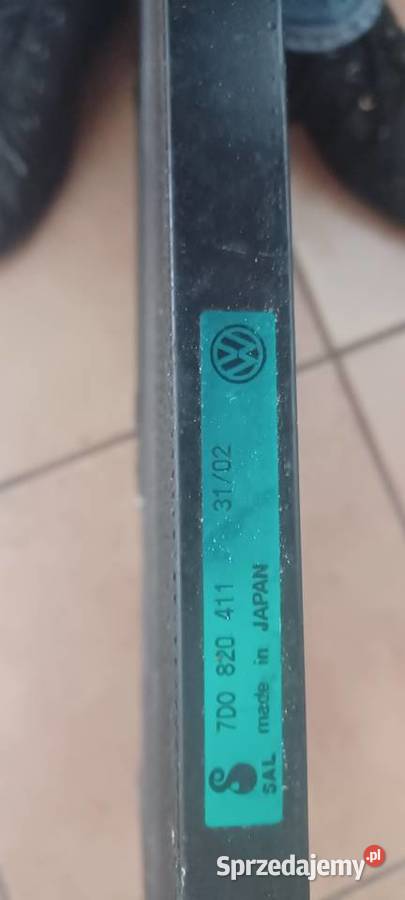 7D0 820 411 31/02
SAL made in JAPAN
Sprzedajemy.pl